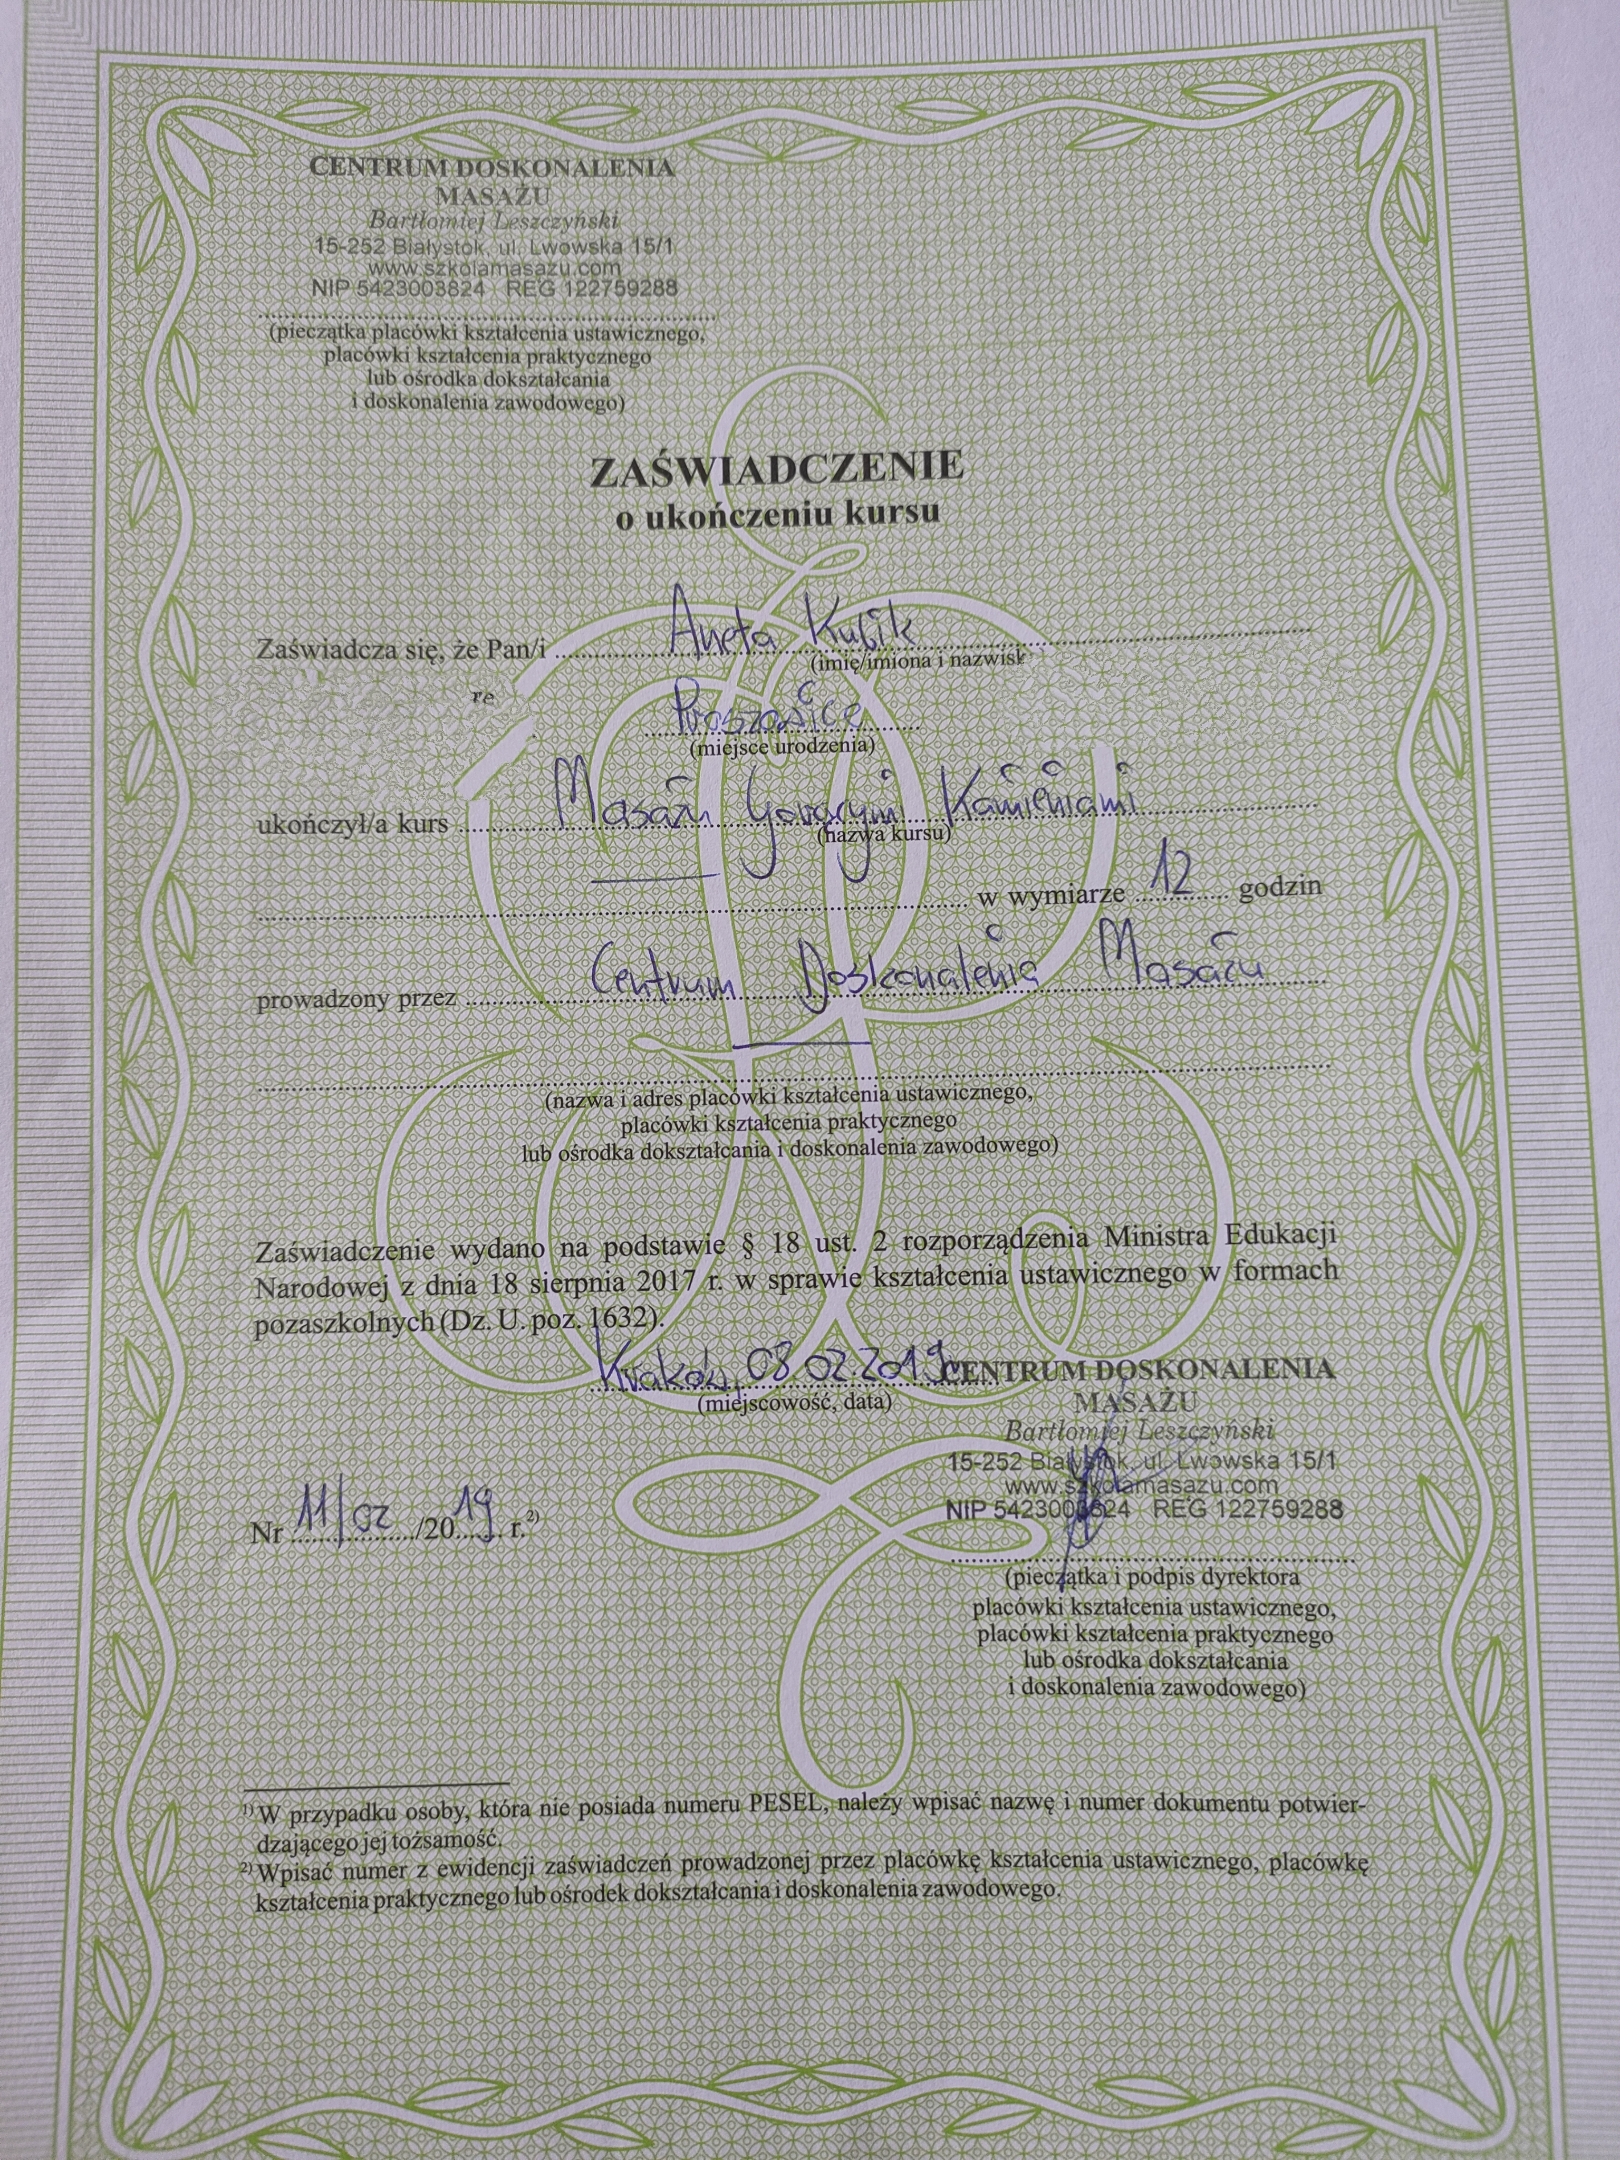 CENTRUM DOSKONALENIA
MASAŻU
Bartłomiej Leszczyński
15-252 Białystok, ul. Lwowska 15/1
www.szkolamasazu.com
NIP 5423003824 REG 122759288
(pieczątka placówki kształcenia ustawicznego,
placówki kształcenia praktycznego
lub ośrodka dokształcania
i doskonalenia zawodowego)
ZAŚWIADCZENIE
o ukończeniu kursu
Zaświadcza się, że Pan/i Aneta Kubik
(imię/imiona i nazwisk
re Proszowice
(miejsce urodzenia)
ukończył/a kurs Masażu Gorącymi Kamieniami
(nazwa kursu)
w wymiarze 12 godzin
prowadzony przez Centrum Doskonalenia Masażu
(nazwa i adres placówki kształcenia ustawicznego,
placówki kształcenia praktycznego
lub ośrodka dokształcania i doskonalenia zawodowego)
Zaświadczenie wydano na podstawie § 18 ust. 2 rozporządzenia Ministra Edukacji
Narodowej z dnia 18 sierpnia 2017 r. w sprawie kształcenia ustawicznego w formach
pozaszkolnych (Dz. U. poz. 1632).
Kraków, 03.02.2019
(miejscowość, data)
CENTRUM DOSKONALENIA
MASAŻU
Bartłomiej Leszczyński
15-252 Białystok, ul. Lwowska 15/1
www.szkolamasazu.com
NIP 5423003824 REG 122759288
Nr 11/02/2019 r.²⁾
(pieczątka i podpis dyrektora
placówki kształcenia ustawicznego,
placówki kształcenia praktycznego
lub ośrodka dokształcania
i doskonalenia zawodowego)
¹⁾ W przypadku osoby, która nie posiada numeru PESEL, należy wpisać nazwę i numer dokumentu potwier-
dzającego jej tożsamość.
²⁾ Wpisać numer z ewidencji zaświadczeń prowadzonej przez placówkę kształcenia ustawicznego, placówkę
kształcenia praktycznego lub ośrodek dokształcania i doskonalenia zawodowego.